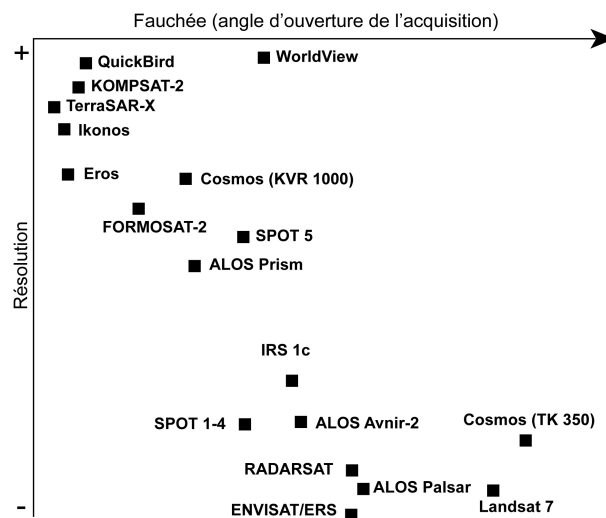 Fauchée (angle d'ouverture de l'acquisition)
+
QuickBird
WorldView
KOMPSAT-2
TerraSAR-X
Ikonos
Eros
Cosmos (KVR 1000)
FORMOSAT-2
SPOT 5
ALOS Prism
Résolution
IRS 1c
SPOT 1-4
ALOS Avnir-2
Cosmos (TK 350)
RADARSAT
ALOS Palsar
Landsat 7
ENVISAT/ERS
-